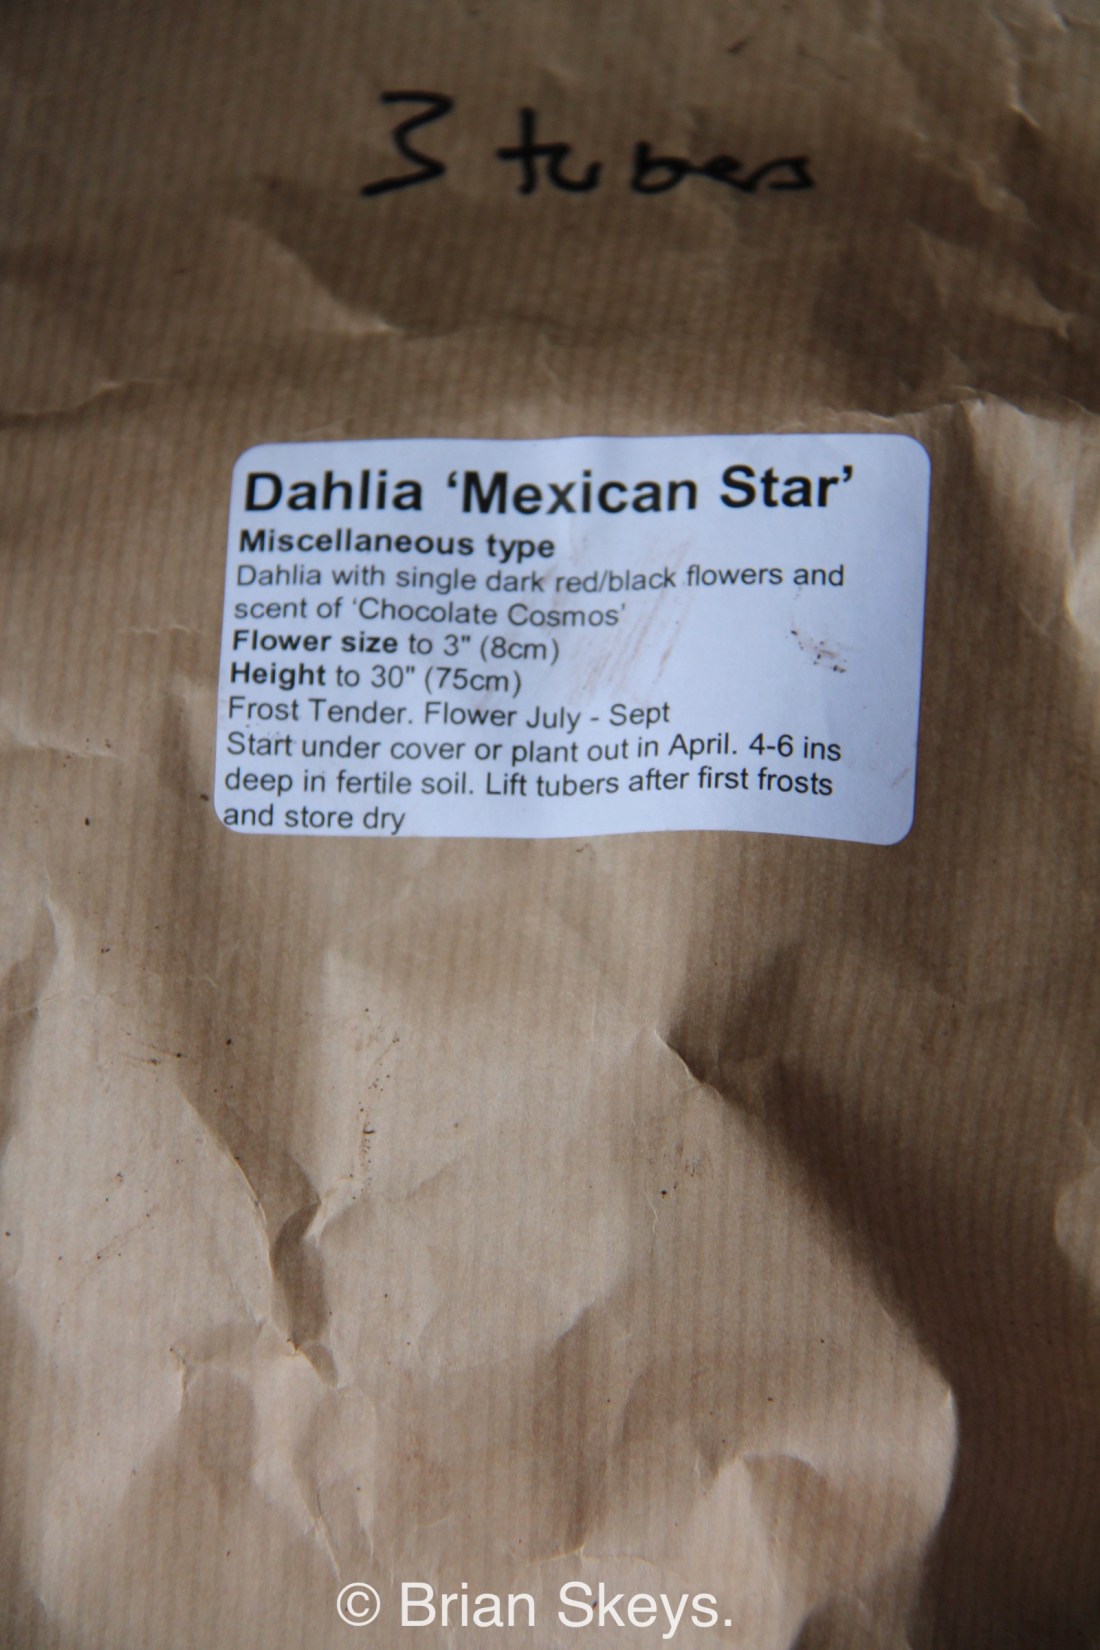 3 tubers
Dahlia ‘Mexican Star’
Miscellaneous type
Dahlia with single dark red/black flowers and
scent of ‘Chocolate Cosmos’
Flower size to 3" (8cm)
Height to 30" (75cm)
Frost Tender. Flower July - Sept
Start under cover or plant out in April. 4-6 ins
deep in fertile soil. Lift tubers after first frosts
and store dry
© Brian Skeys.